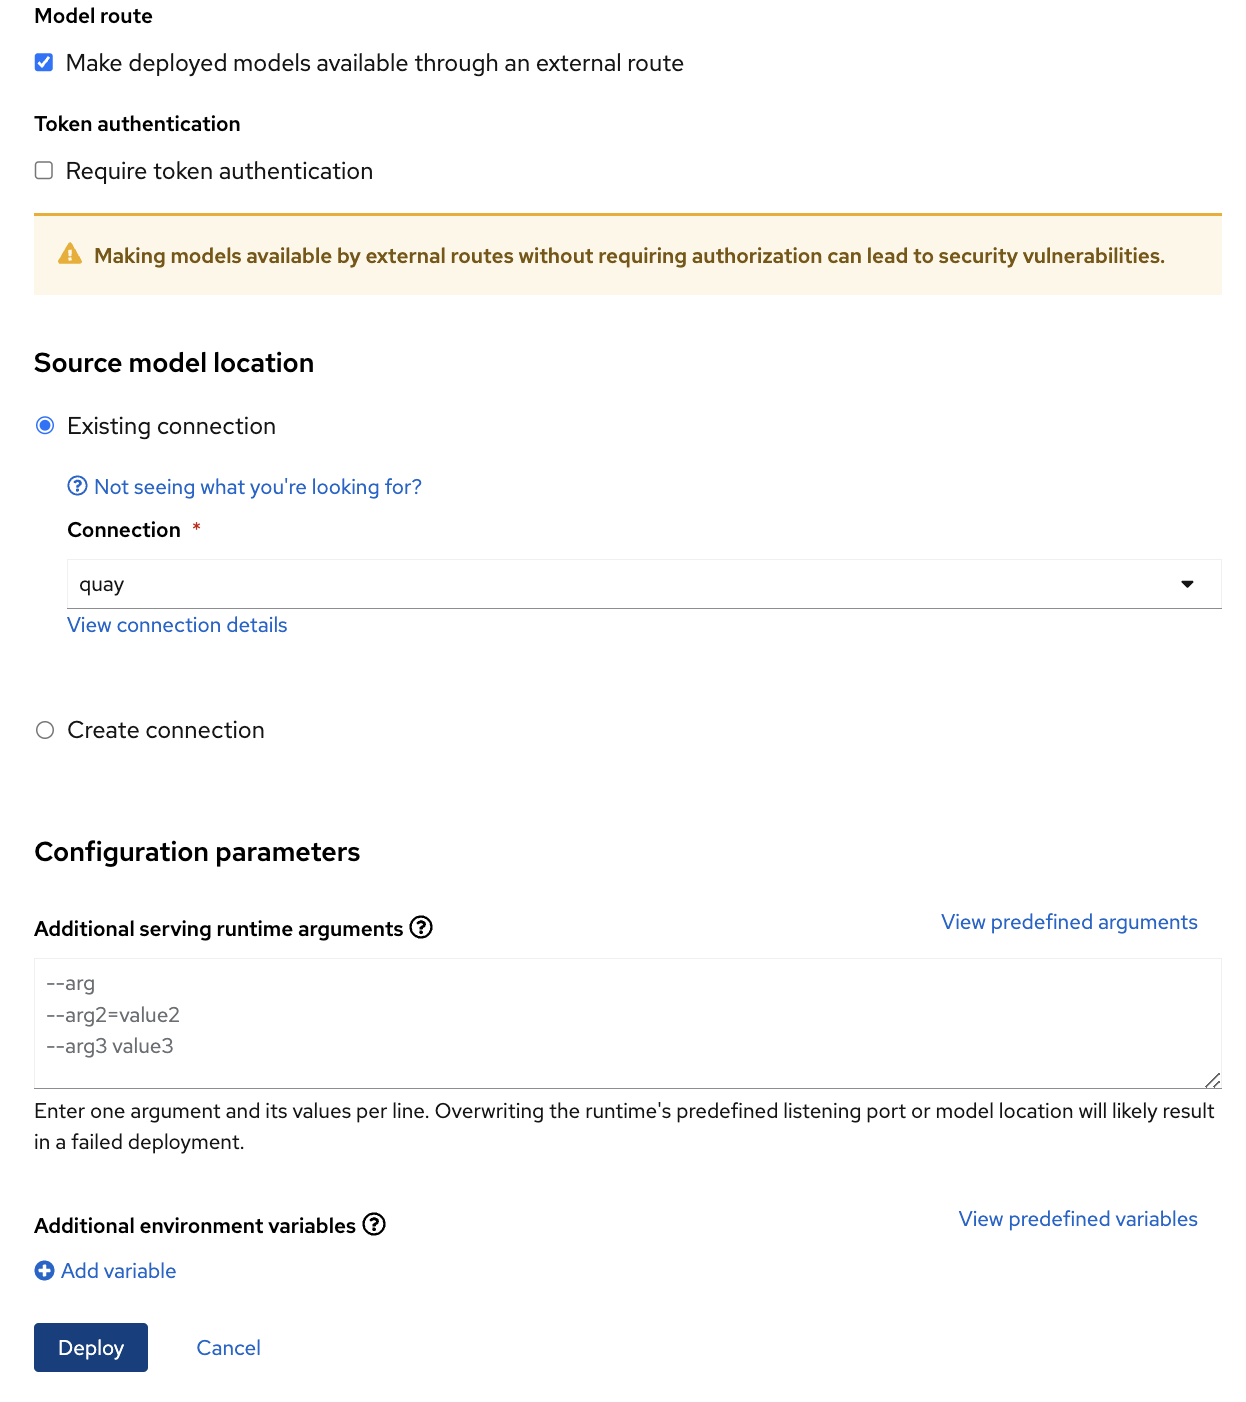 Model route
Make deployed models available through an external route
Token authentication
Require token authentication
Making models available by external routes without requiring authorization can lead to security vulnerabilities.
Source model location
Existing connection
Not seeing what you're looking for?
Connection *
quay
View connection details
Create connection
Configuration parameters
Additional serving runtime arguments
View predefined arguments
--arg
--arg2=value2
--arg3 value3
Enter one argument and its values per line. Overwriting the runtime's predefined listening port or model location will likely result
in a failed deployment.
Additional environment variables
View predefined variables
Add variable
Deploy
Cancel